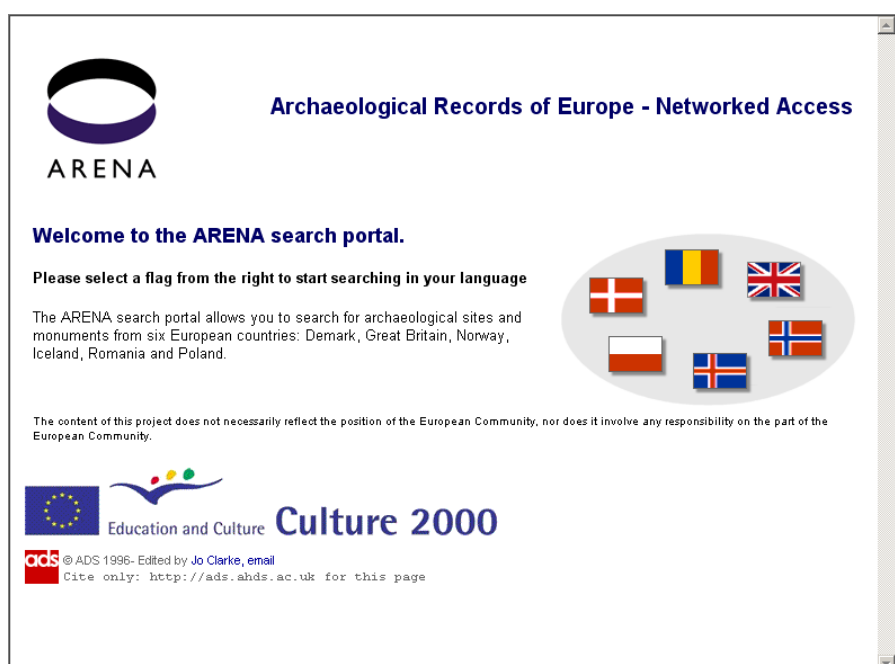 ARENA
Archaeological Records of Europe - Networked Access
Welcome to the ARENA search portal.
Please select a flag from the right to start searching in your language
The ARENA search portal allows you to search for archaeological sites and
monuments from six European countries: Demark, Great Britain, Norway,
Iceland, Romania and Poland.
The content of this project does not necessarily reflect the position of the European Community, nor does it involve any responsibility on the part of the
European Community.
Education and Culture Culture 2000
ads © ADS 1996- Edited by Jo Clarke, email
Cite only: http://ads.ahds.ac.uk for this page